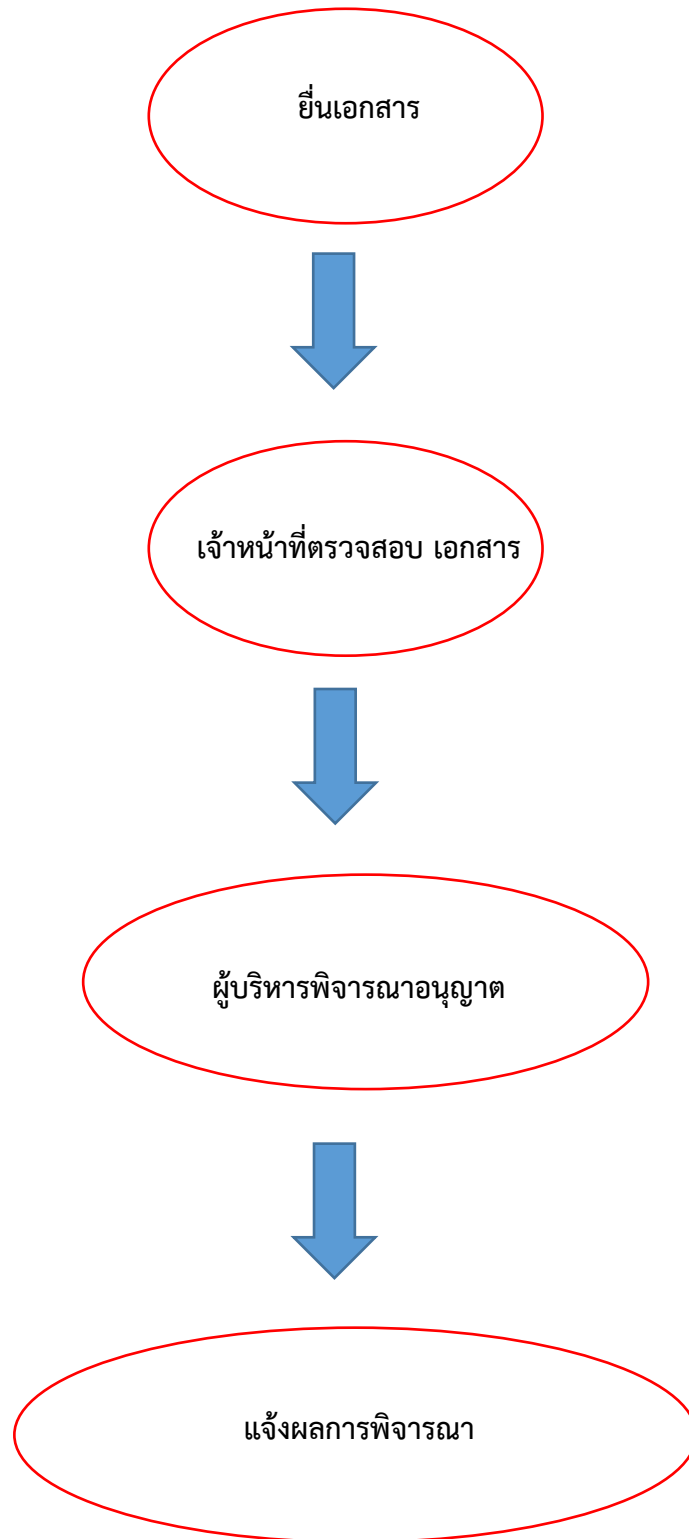 ยื่นเอกสาร
เจ้าหน้าที่ตรวจสอบ เอกสาร
ผู้บริหารพิจารณาอนุญาต
แจ้งผลการพิจารณา